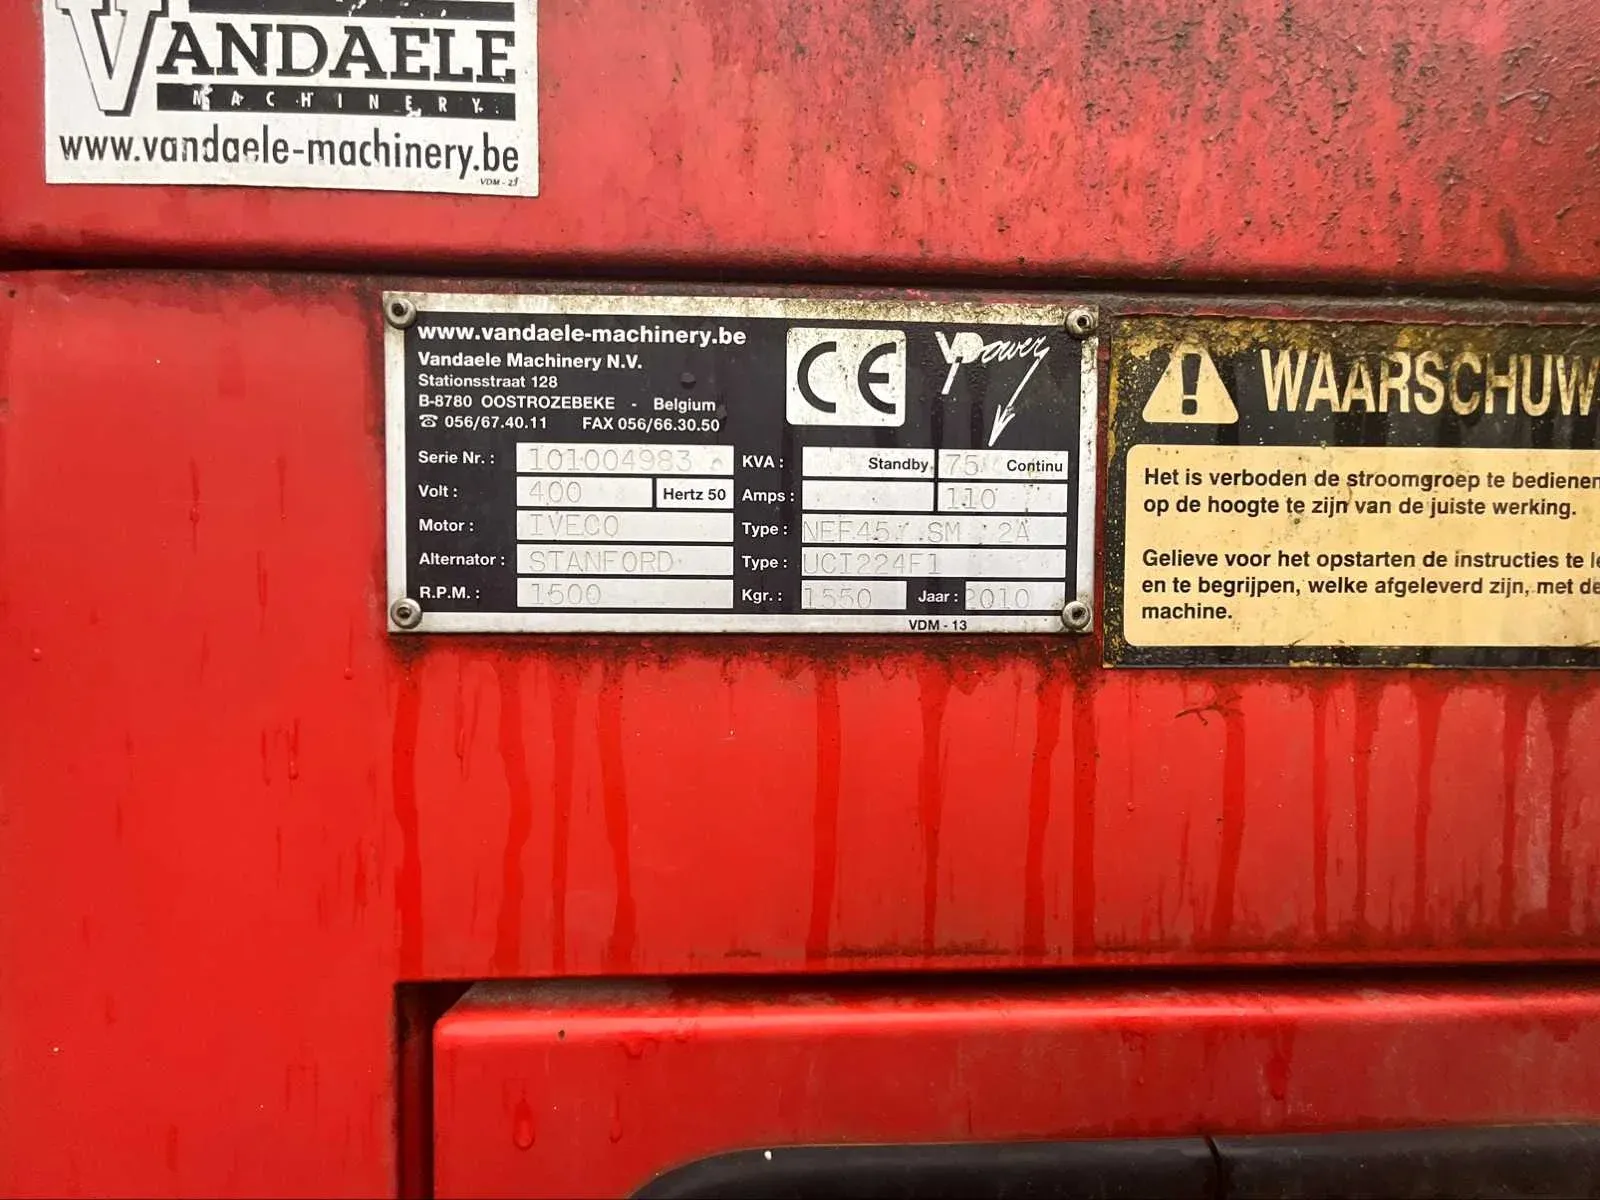 VANDAELE
MACHINERY
www.vandaele-machinery.be
VDM - 21
www.vandaele-machinery.be
Vandaele Machinery N.V.
Stationsstraat 128
B-8780 OOSTROZEBEKE - Belgium
☎ 056/67.40.11 FAX 056/66.30.50
CE
Power
Serie Nr. : 101004983 KVA : Standby 75 Continu
Volt : 400 Hertz 50 Amps : 110
Motor : IVECO Type : NEF45 SM 2A
Alternator : STANFORD Type : UCI224F1
R.P.M. : 1500 Kgr. : 1550 Jaar : 2010
VDM - 13
WAARSCHUW
Het is verboden de stroomgroep te bedienen
op de hoogte te zijn van de juiste werking.
Gelieve voor het opstarten de instructies te le
en te begrijpen, welke afgeleverd zijn, met de
machine.